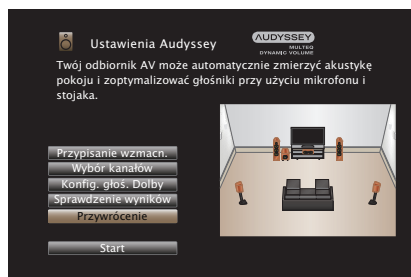 Ustawienia Audyssey
AUDYSSEY
MULTEQ
DYNAMIC VOLUME
Twój odbiornik AV może automatycznie zmierzyć akustykę
pokoju i zoptymalizować głośniki przy użyciu mikrofonu i
stojaka.
Przypisanie wzmacn.
Wybór kanałów
Konfig. głoś. Dolby
Sprawdzenie wyników
Przywrócenie
Start